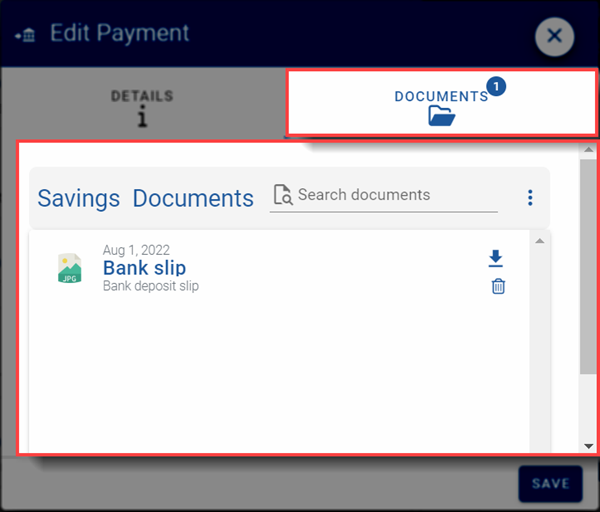 Edit Payment
DETAILS
DOCUMENTS 1
Savings Documents
Search documents
Aug 1, 2022
Bank slip
Bank deposit slip
JPG
SAVE